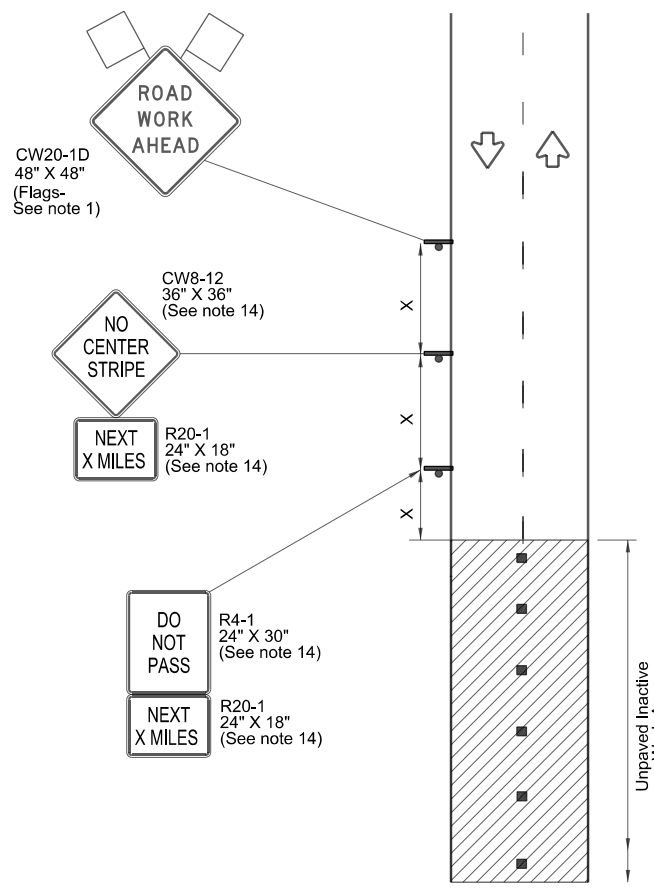 ROAD
WORK
AHEAD
CW20-1D
48" X 48"
(Flags-
See note 1)
CW8-12
36" X 36"
(See note 14)
NO
CENTER
STRIPE
NEXT
X MILES
R20-1
24" X 18"
(See note 14)
X
X
X
DO
NOT
PASS
R4-1
24" X 30"
(See note 14)
NEXT
X MILES
R20-1
24" X 18"
(See note 14)
Unpaved Inactive